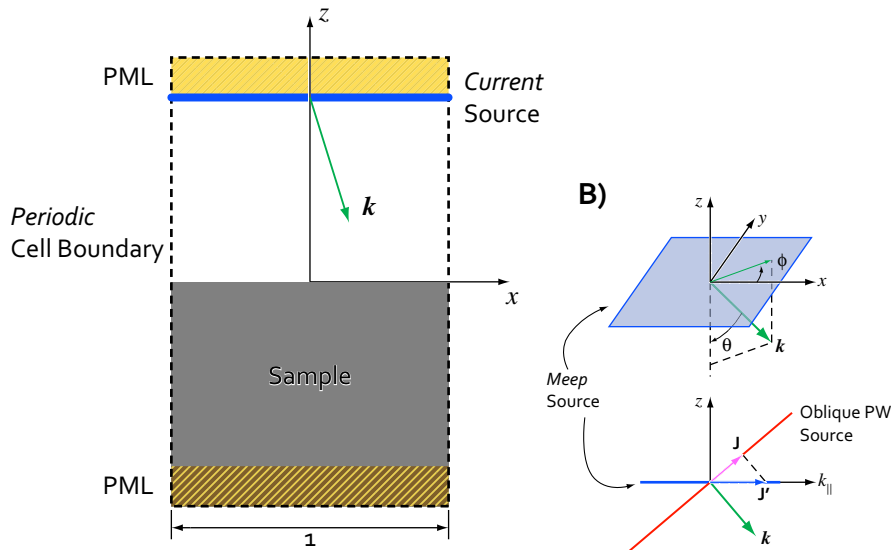 z
PML
Current
Source
k
Periodic
Cell Boundary
x
Sample
PML
1
B)
z
y
ϕ
x
θ
k
Meep
Source
z
Oblique PW
Source
J
J'
k||
k